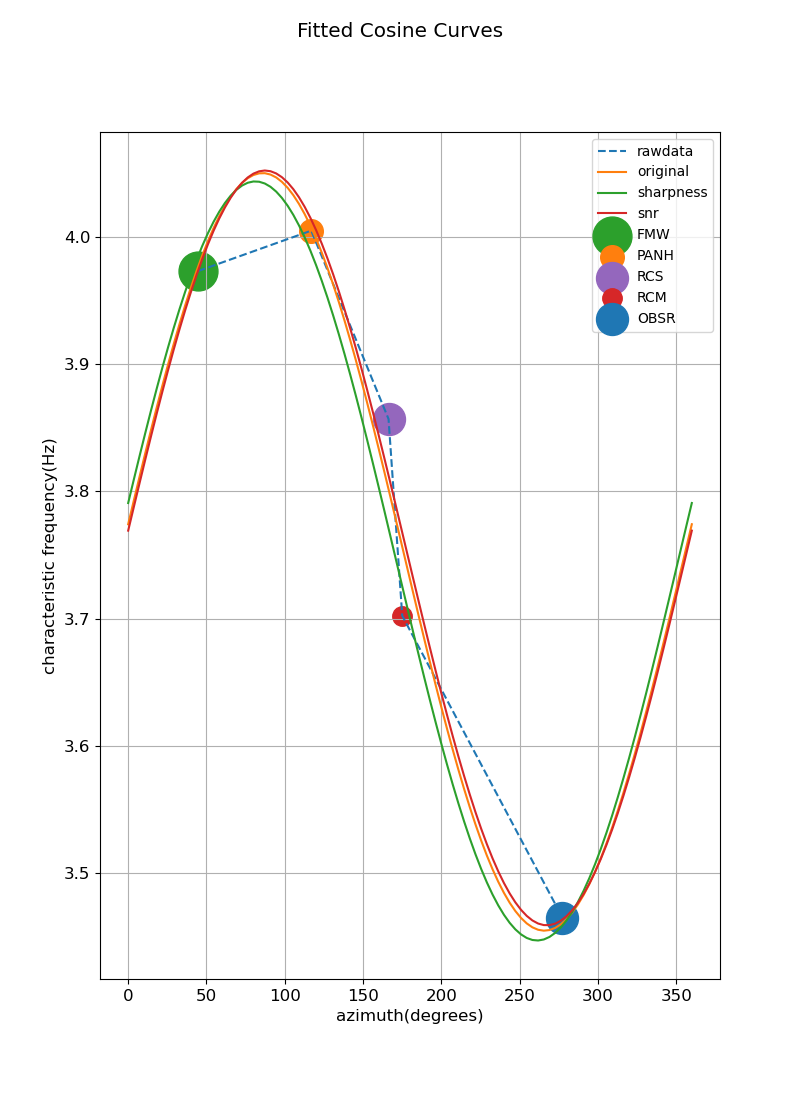 Fitted Cosine Curves
rawdata
original
sharpness
snr
FMW
PANH
RCS
RCM
OBSR
4.0
3.9
3.8
3.7
3.6
3.5
characteristic frequency(Hz)
0 50 100 150 200 250 300 350
azimuth(degrees)